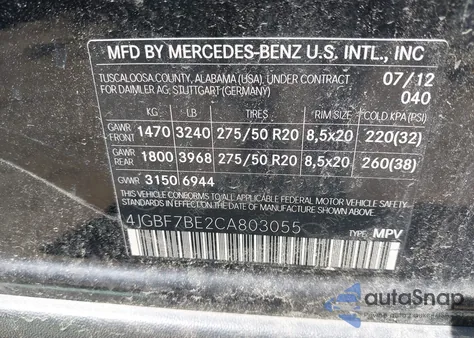 MFD BY MERCEDES-BENZ U.S. INTL., INC
TUSCALOOSA COUNTY, ALABAMA (USA), UNDER CONTRACT 07/12
FOR DAIMLER AG; STUTTGART (GERMANY) 040
KG LB TIRES RIM SIZE COLD KPA (PSI)
GAWR FRONT 1470 3240 275/50 R20 8,5x20 220(32)
GAWR REAR 1800 3968 275/50 R20 8,5x20 260(38)
GVWR 3150 6944
THIS VEHICLE CONFORMS TO ALL APPLICABLE FEDERAL MOTOR VEHICLE SAFETY
STANDARDS IN EFFECT ON THE DATE OF MANUFACTURE SHOWN ABOVE.
4JGBF7BE2CA803055 TYPE: MPV
autoSnap
by Carfast Express